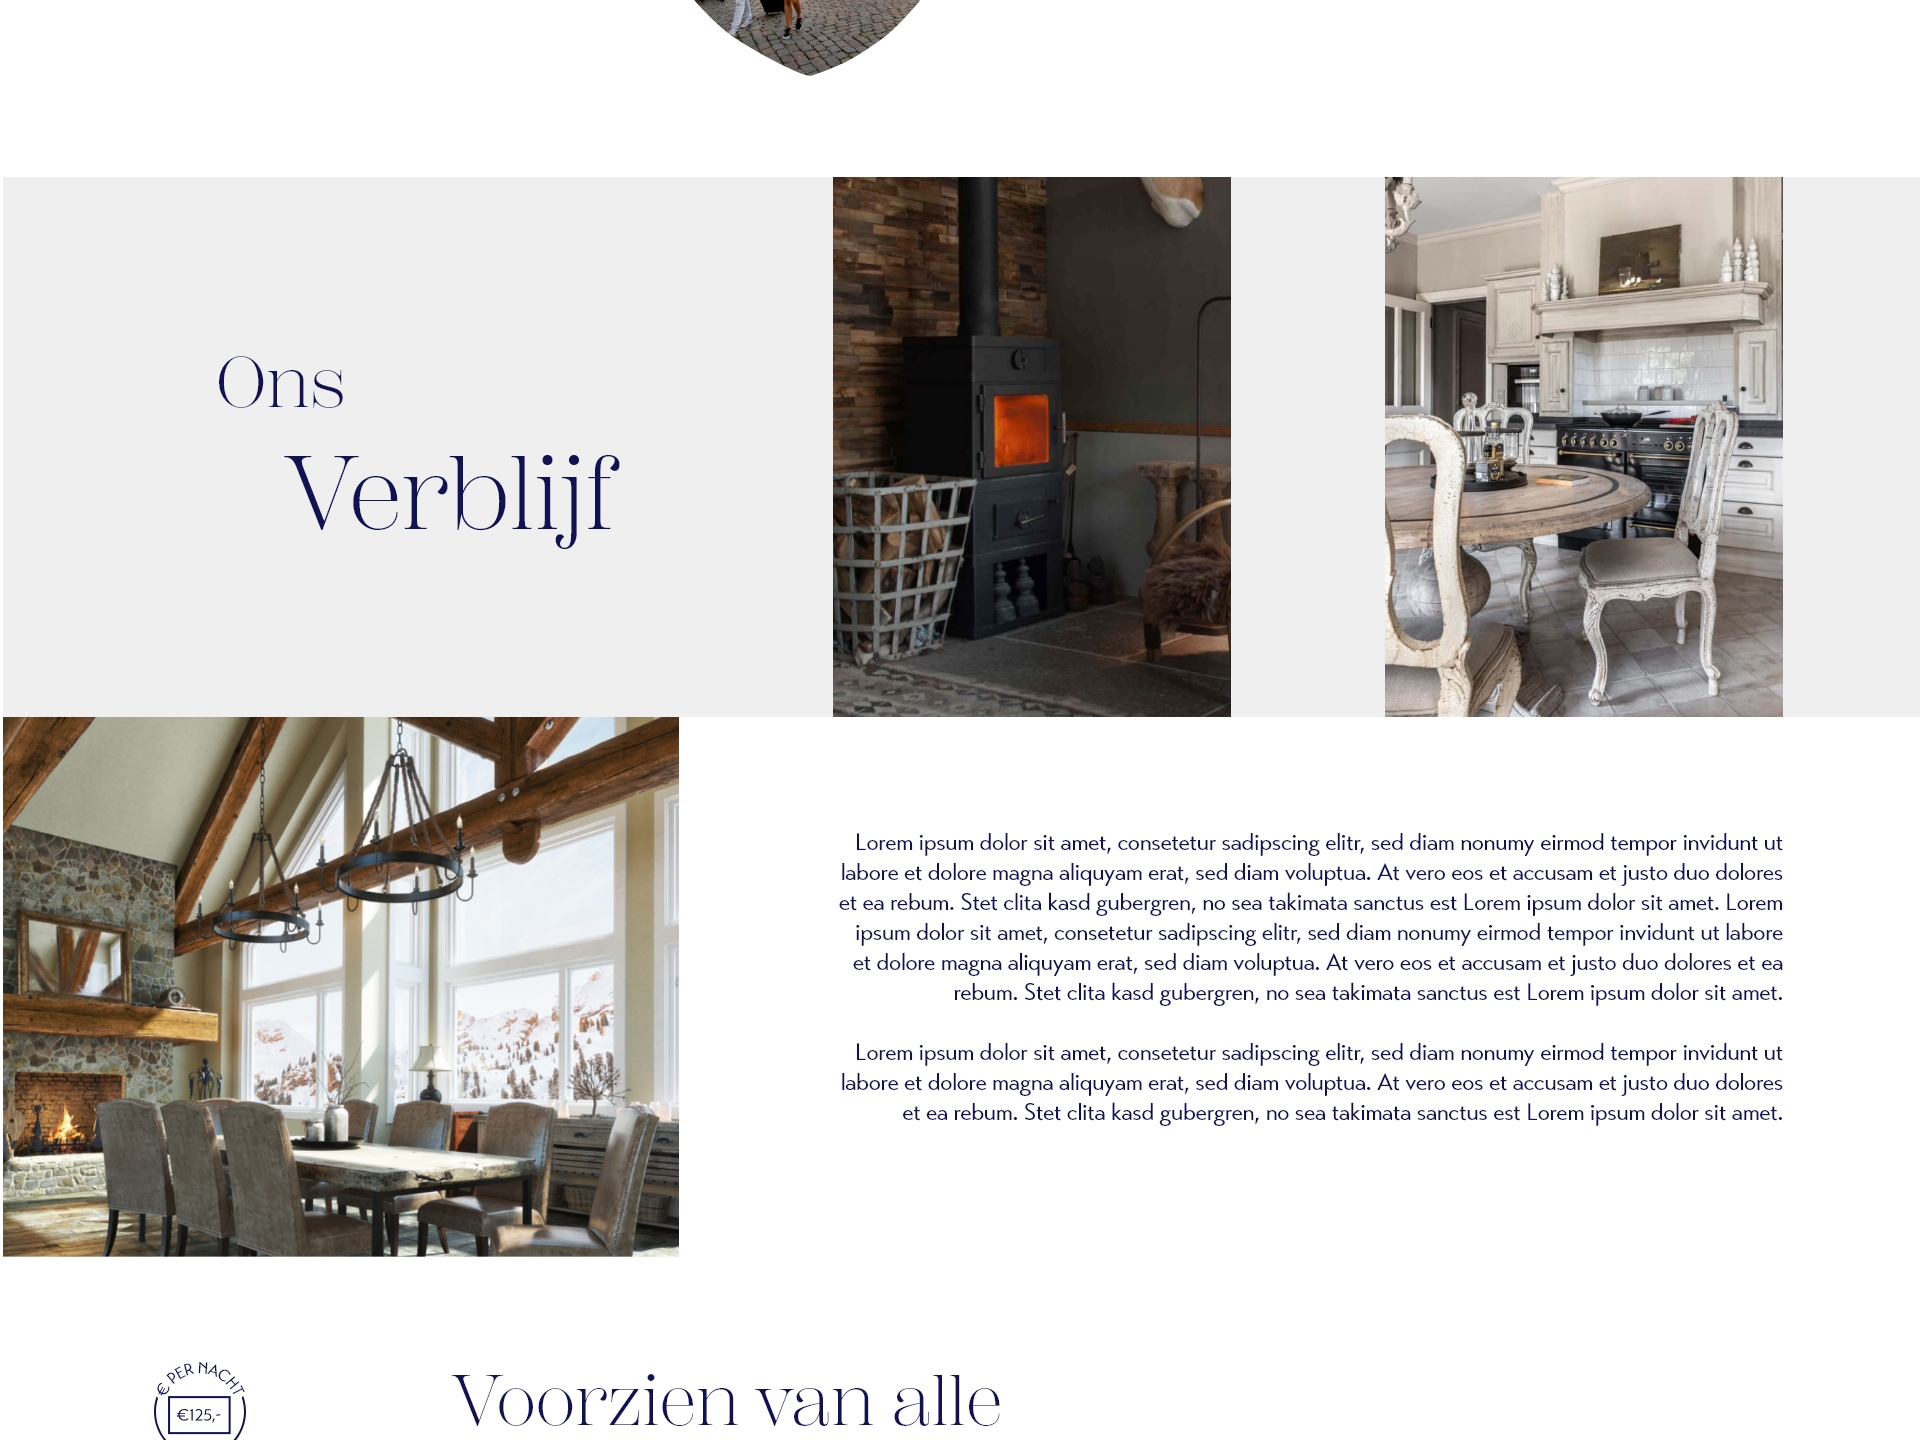 Ons
Verblijf
Lorem ipsum dolor sit amet, consetetur sadipscing elitr, sed diam nonumy eirmod tempor invidunt ut
labore et dolore magna aliquyam erat, sed diam voluptua. At vero eos et accusam et justo duo dolores
et ea rebum. Stet clita kasd gubergren, no sea takimata sanctus est Lorem ipsum dolor sit amet. Lorem
ipsum dolor sit amet, consetetur sadipscing elitr, sed diam nonumy eirmod tempor invidunt ut labore
et dolore magna aliquyam erat, sed diam voluptua. At vero eos et accusam et justo duo dolores et ea
rebum. Stet clita kasd gubergren, no sea takimata sanctus est Lorem ipsum dolor sit amet.
Lorem ipsum dolor sit amet, consetetur sadipscing elitr, sed diam nonumy eirmod tempor invidunt ut
labore et dolore magna aliquyam erat, sed diam voluptua. At vero eos et accusam et justo duo dolores
et ea rebum. Stet clita kasd gubergren, no sea takimata sanctus est Lorem ipsum dolor sit amet.
€ PER NACHT
€125,-
Voorzien van alle